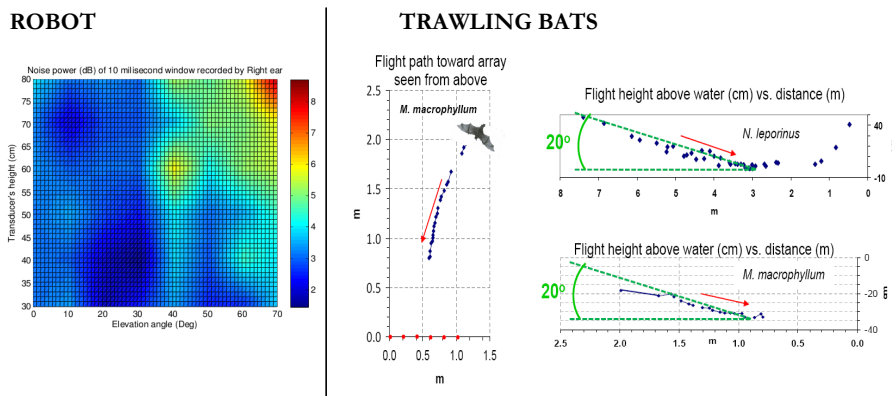 ROBOT
Noise power (dB) of 10 milisecond window recorded by Right ear
Transducer's height (cm)
80
75
70
65
60
55
50
45
40
35
30
0 10 20 30 40 50 60 70
Elevation angle (Deg)
8
7
6
5
4
3
2
TRAWLING BATS
Flight path toward array
seen from above
M. macrophyllum
m
2.5
2.0
1.5
1.0
0.5
0.0
0.0 0.5 1.0 1.5
m
Flight height above water (cm) vs. distance (m)
N. leporinus
20º
40
-10
8 7 6 5 4 3 2 1 0
m
Flight height above water (cm) vs. distance (m)
M. macrophyllum
20º
0
-20
-40
2.5 2.0 1.5 1.0 0.5 0.0
m